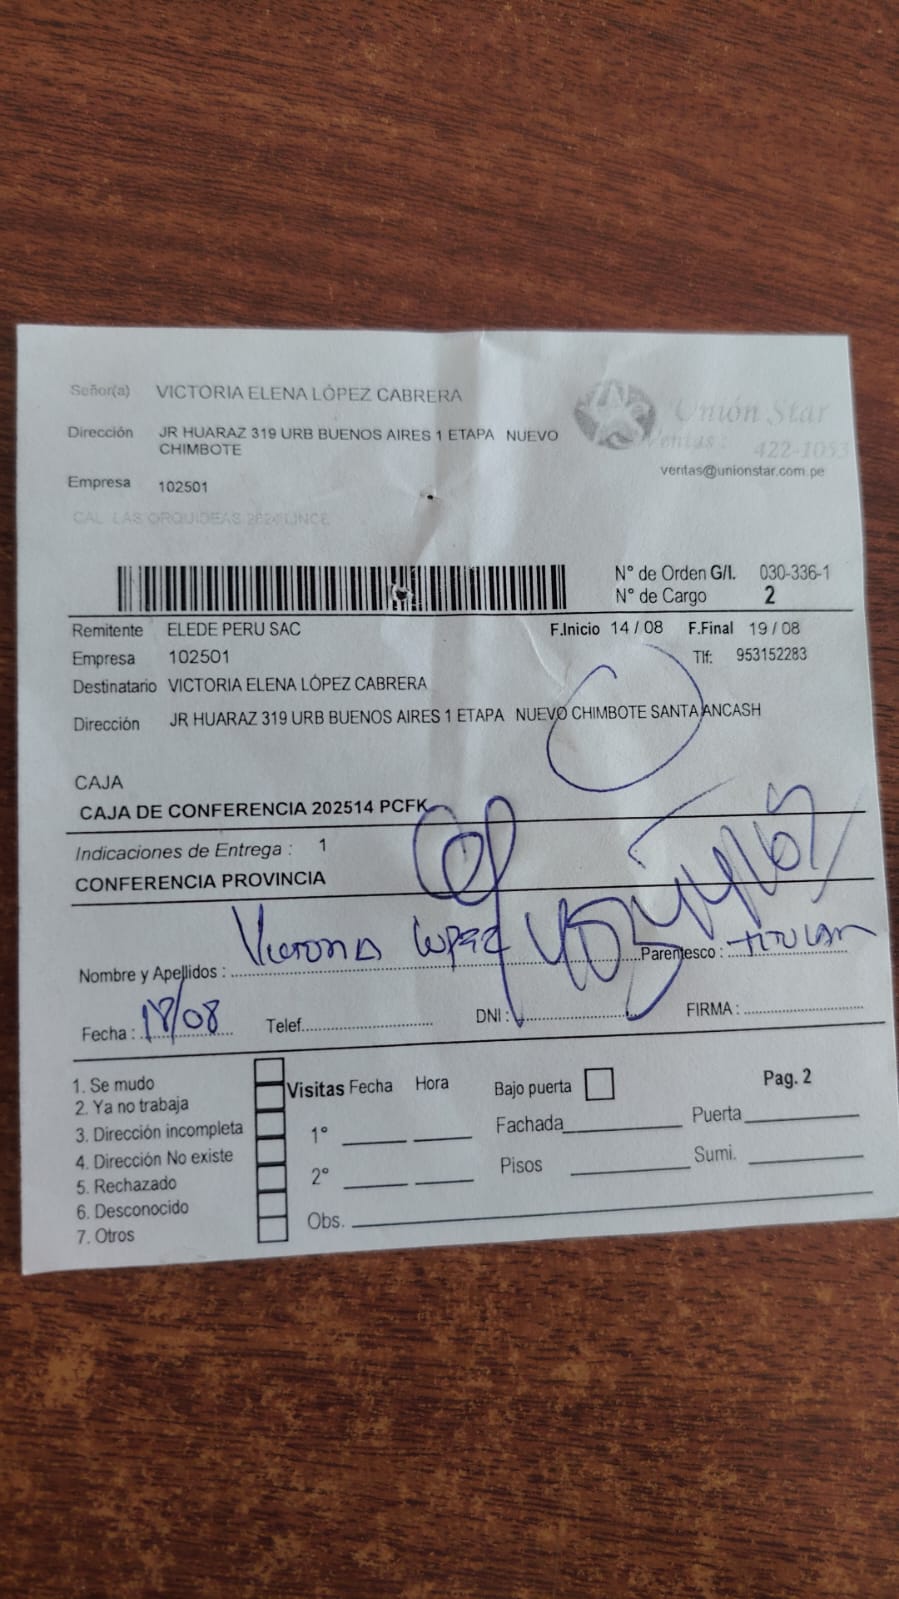 Señor(a) VICTORIA ELENA LÓPEZ CABRERA
Unión Star
Dirección JR HUARAZ 319 URB BUENOS AIRES 1 ETAPA NUEVO
CHIMBOTE
Ventas: 422-1053
ventas@unionstar.com.pe
Empresa 102501
CAL. LAS ORQUIDEAS 2624 LINCE
N° de Orden G/I. 030-336-1
N° de Cargo 2
Remitente ELEDE PERU SAC F.Inicio 14 / 08 F.Final 19 / 08
Empresa 102501 Tlf: 953152283
Destinatario VICTORIA ELENA LÓPEZ CABRERA
Dirección JR HUARAZ 319 URB BUENOS AIRES 1 ETAPA NUEVO CHIMBOTE SANTA ANCASH
CAJA
CAJA DE CONFERENCIA 202514 PCFK
Indicaciones de Entrega : 1
CONFERENCIA PROVINCIA
Nombre y Apellidos : Victoria Lopez Parentesco : TITULAR
Fecha : 18/08 Telef. DNI : FIRMA :
1. Se mudo
2. Ya no trabaja
3. Dirección incompleta
4. Dirección No existe
5. Rechazado
6. Desconocido
7. Otros
Visitas Fecha Hora
1°
2°
Obs.
Bajo puerta
Fachada
Pisos
Pag. 2
Puerta
Sumi.